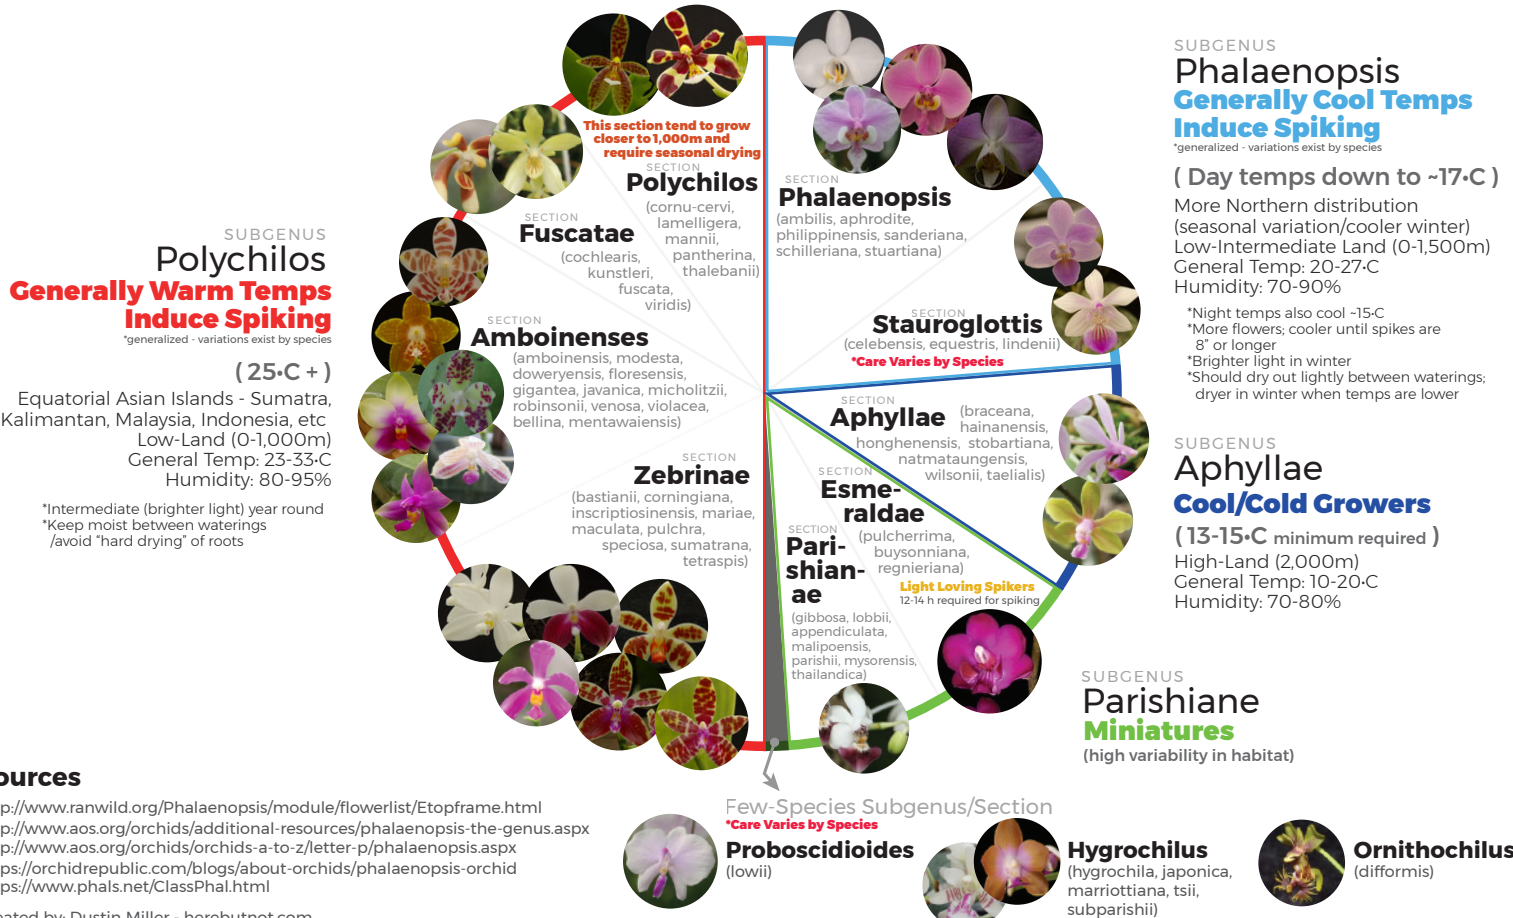 SUBGENUS
Polychilos
Generally Warm Temps
Induce Spiking
*generalized - variations exist by species
( 25•C + )
Equatorial Asian Islands - Sumatra,
Kalimantan, Malaysia, Indonesia, etc
Low-Land (0-1,000m)
General Temp: 23-33•C
Humidity: 80-95%
*Intermediate (brighter light) year round
*Keep moist between waterings
/avoid “hard drying” of roots
This section tend to grow
closer to 1,000m and
require seasonal drying
SECTION
Polychilos
(cornu-cervi,
lamelligera,
mannii,
pantherina,
thalebanii)
SECTION
Fuscatae
(cochlearis,
kunstleri,
fuscata,
viridis)
SECTION
Amboinenses
(amboinensis, modesta,
doweryensis, floresensis,
gigantea, javanica, micholitzii,
robinsonii, venosa, violacea,
bellina, mentawaiensis)
SECTION
Zebrinae
(bastianii, corningiana,
inscriptiosinensis, mariae,
maculata, pulchra,
speciosa, sumatrana,
tetraspis)
SECTION
Phalaenopsis
(ambilis, aphrodite,
philippinensis, sanderiana,
schilleriana, stuartiana)
SECTION
Stauroglottis
(celebensis, equestris, lindenii)
*Care Varies by Species
SECTION
Aphyllae
(braceana,
hainanensis,
honghenensis, stobartiana,
natmataungensis,
wilsonii, taelialis)
SECTION
Esme-
raldae
(pulcherrima,
buysonniana,
regnieriana)
Light Loving Spikers
12-14 h required for spiking
SECTION
Pari-
shian-
ae
(gibbosa, lobbii,
appendiculata,
malipoensis,
parishii, mysorensis,
thailandica)
SUBGENUS
Phalaenopsis
Generally Cool Temps
Induce Spiking
*generalized - variations exist by species
( Day temps down to ~17•C )
More Northern distribution
(seasonal variation/cooler winter)
Low-Intermediate Land (0-1,500m)
General Temp: 20-27•C
Humidity: 70-90%
*Night temps also cool ~15•C
*More flowers; cooler until spikes are
8” or longer
*Brighter light in winter
*Should dry out lightly between waterings;
dryer in winter when temps are lower
SUBGENUS
Aphyllae
Cool/Cold Growers
( 13-15•C minimum required )
High-Land (2,000m)
General Temp: 10-20•C
Humidity: 70-80%
SUBGENUS
Parishiane
Miniatures
(high variability in habitat)
ources
p://www.ranwild.org/Phalaenopsis/module/flowerlist/Etopframe.html
p://www.aos.org/orchids/additional-resources/phalaenopsis-the-genus.aspx
p://www.aos.org/orchids/orchids-a-to-z/letter-p/phalaenopsis.aspx
ps://orchidrepublic.com/blogs/about-orchids/phalaenopsis-orchid
ps://www.phals.net/ClassPhal.html
eated by: Dustin Miller - herebutnot.com
Few-Species Subgenus/Section
*Care Varies by Species
Proboscidioides
(lowii)
Hygrochilus
(hygrochila, japonica,
marriottiana, tsii,
subparishii)
Ornithochilus
(difformis)